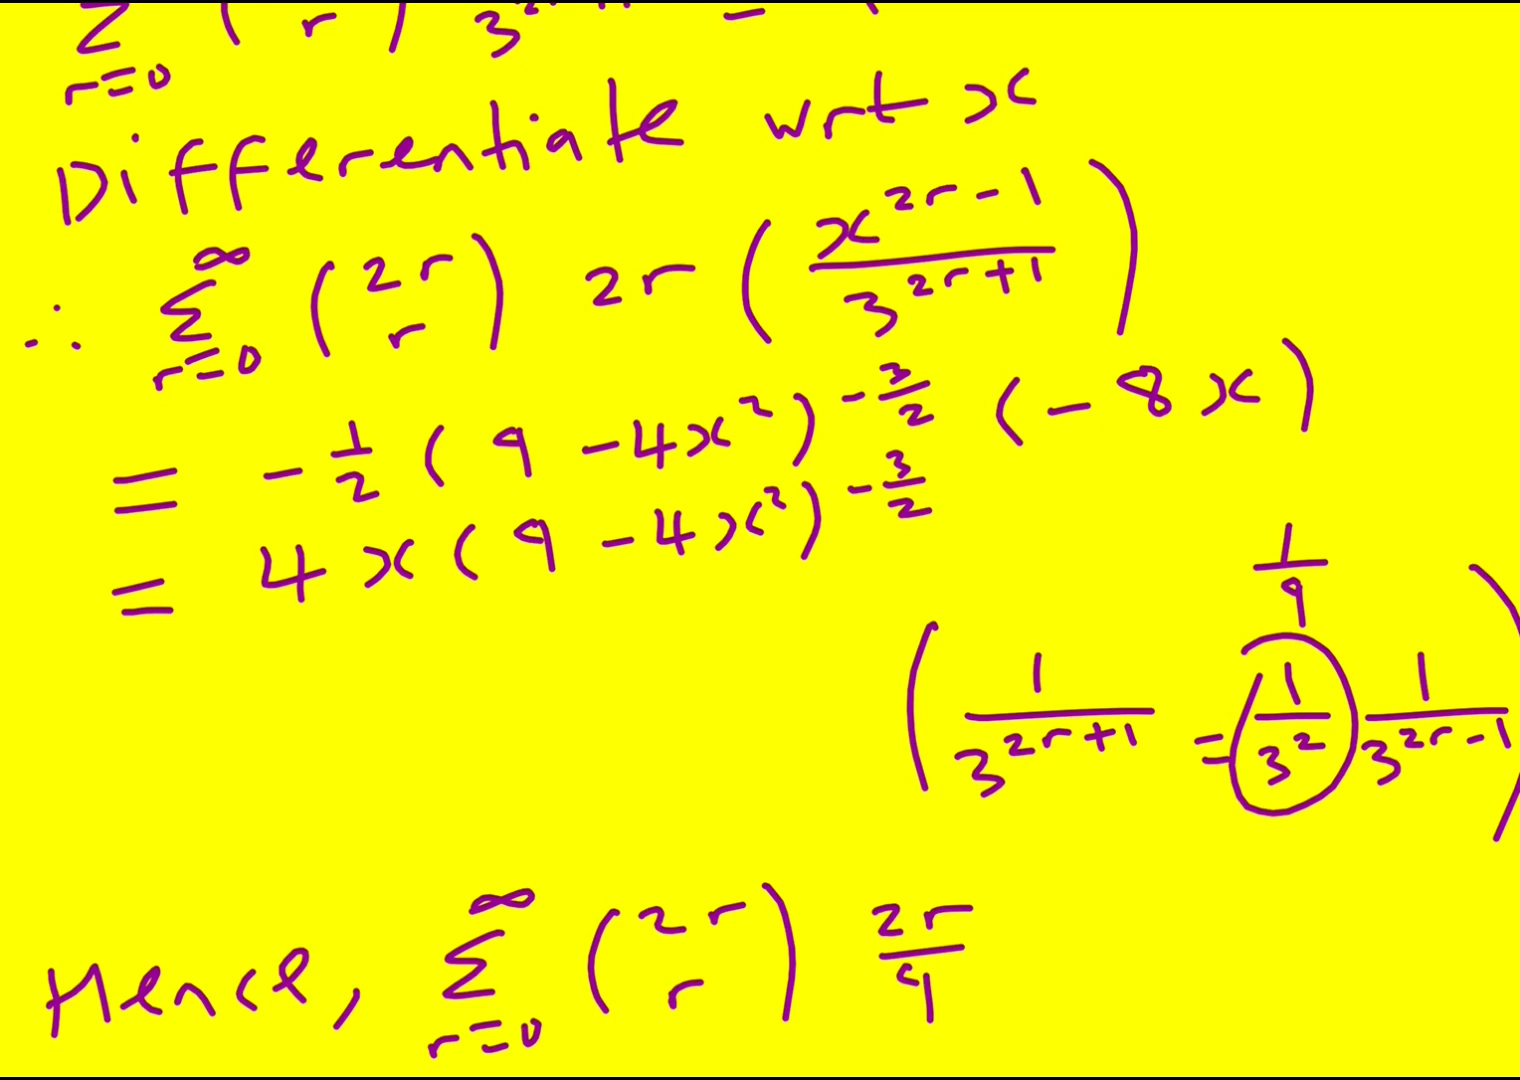 ∑ r=0 ( r ) 3
Differentiate wrt x
∴ ∑_{r=0}^{∞} (2r r) 2r (x^{2r-1} / 3^{2r+1})
= -1/2 (9 - 4x²)^{-3/2} (-8x)
= 4x (9 - 4x²)^{-3/2}
1/9
(1/3^{2r+1} = 1/3² 1/3^{2r-1})
Hence, ∑_{r=0}^{∞} (2r r) 2r/9